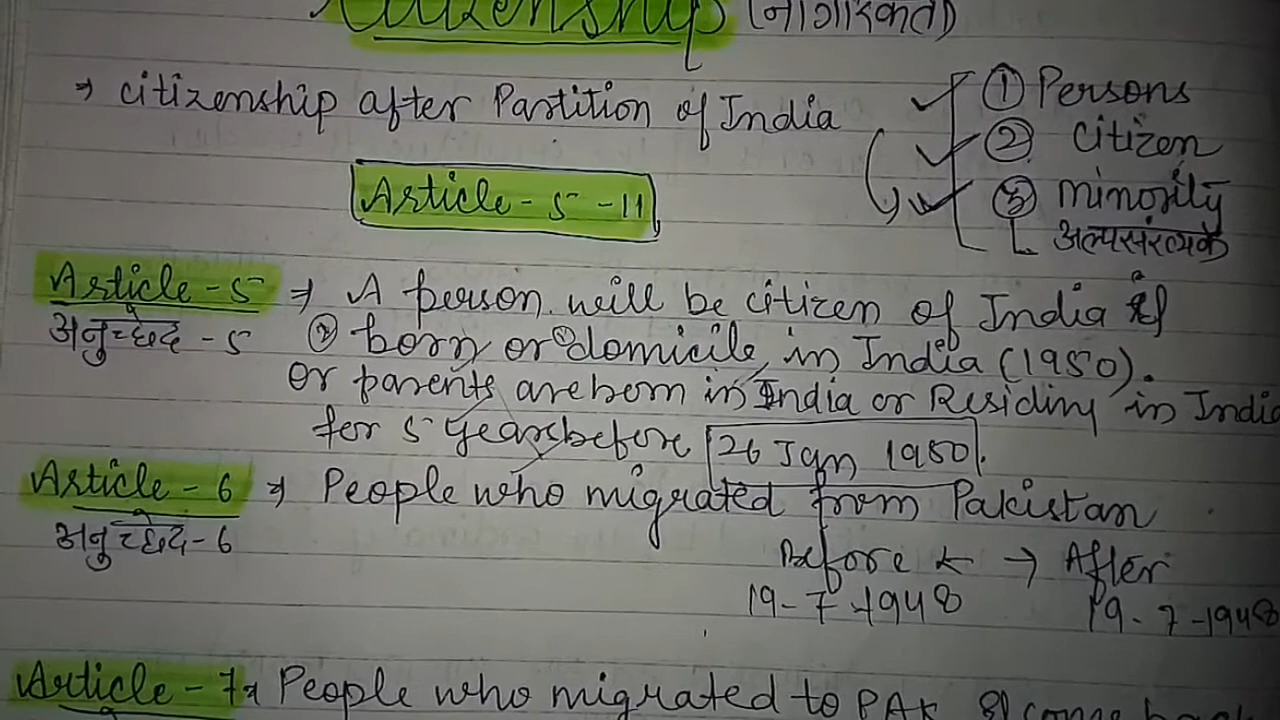 Citizenship (नागरिकता)
→ citizenship after Partition of India
① Persons
② citizen
③ minority
अल्पसंख्यक
Article - 5 - 11
Article - 5 → A person will be citizen of India if
अनुच्छेद - 5 ① born or ② domicile in India (1950).
or parents are born in India or Residing in India
for 5 years before 26 Jan 1950.
Article - 6 → People who migrated from Pakistan
अनुच्छेद - 6
Before ← → After
19-7-1948 19-7-1948
Article - 7 → People who migrated to PAK & come back